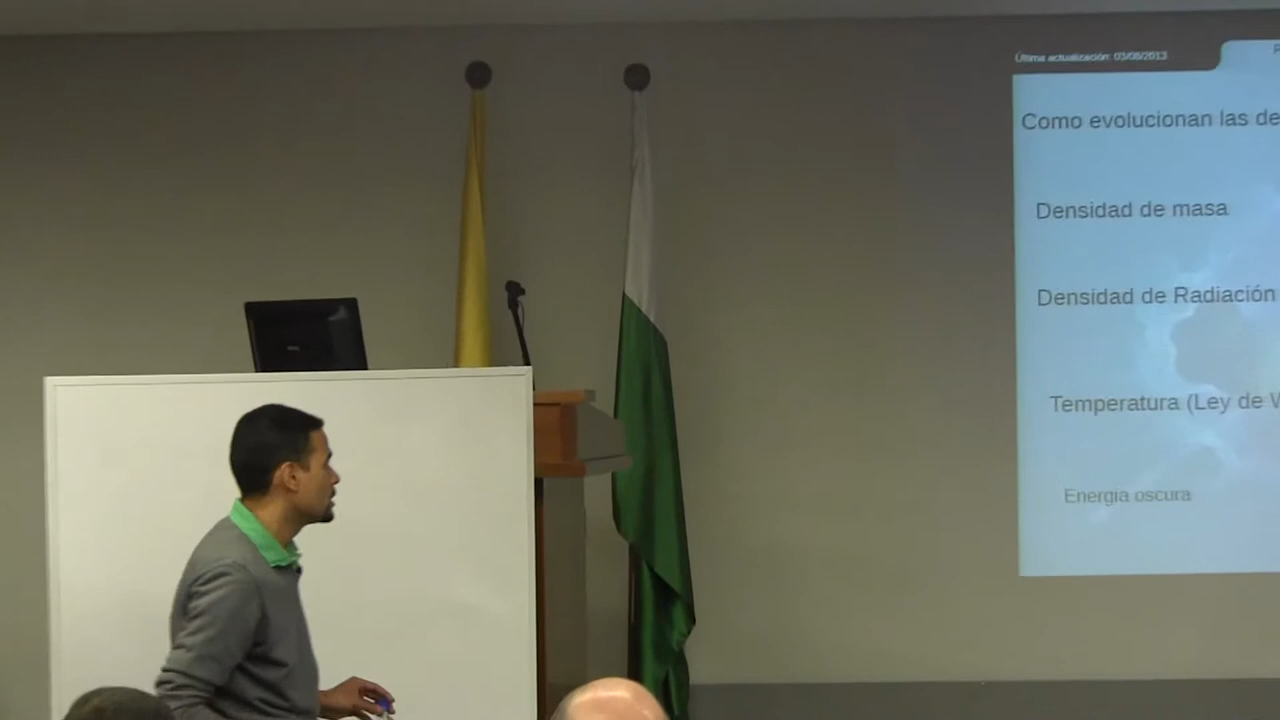 Última actualización: 03/06/2013
Como evolucionan las de
Densidad de masa
Densidad de Radiación
Temperatura (Ley de W
Energía oscura